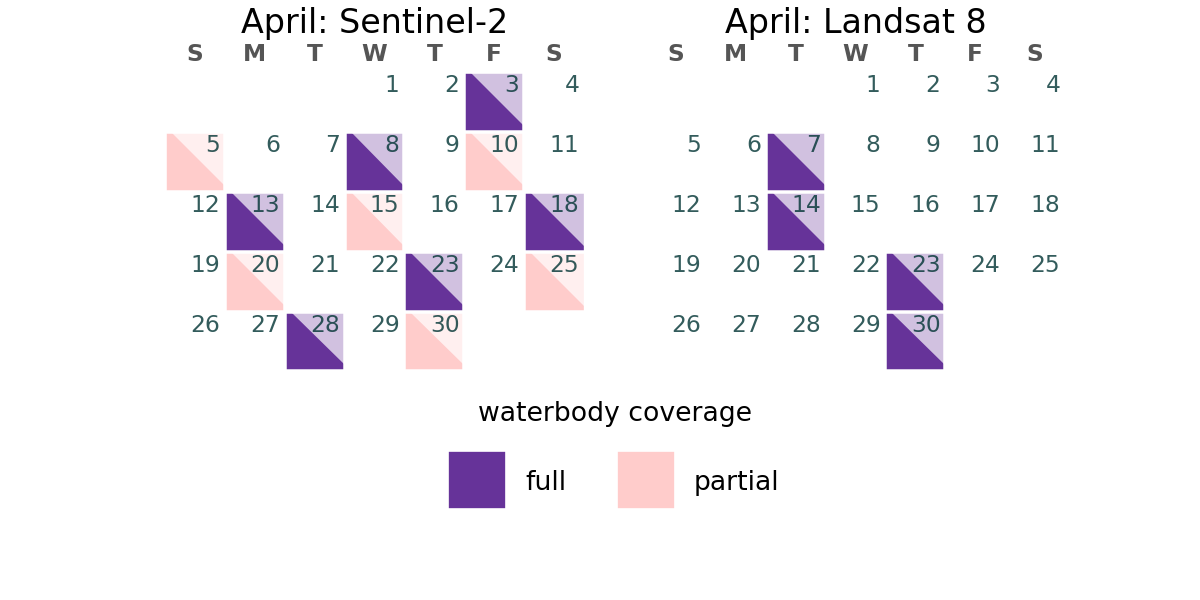 April: Sentinel-2
S M T W T F S
1 2 3 4
5 6 7 8 9 10 11
12 13 14 15 16 17 18
19 20 21 22 23 24 25
26 27 28 29 30
April: Landsat 8
S M T W T F S
1 2 3 4
5 6 7 8 9 10 11
12 13 14 15 16 17 18
19 20 21 22 23 24 25
26 27 28 29 30
waterbody coverage
full partial